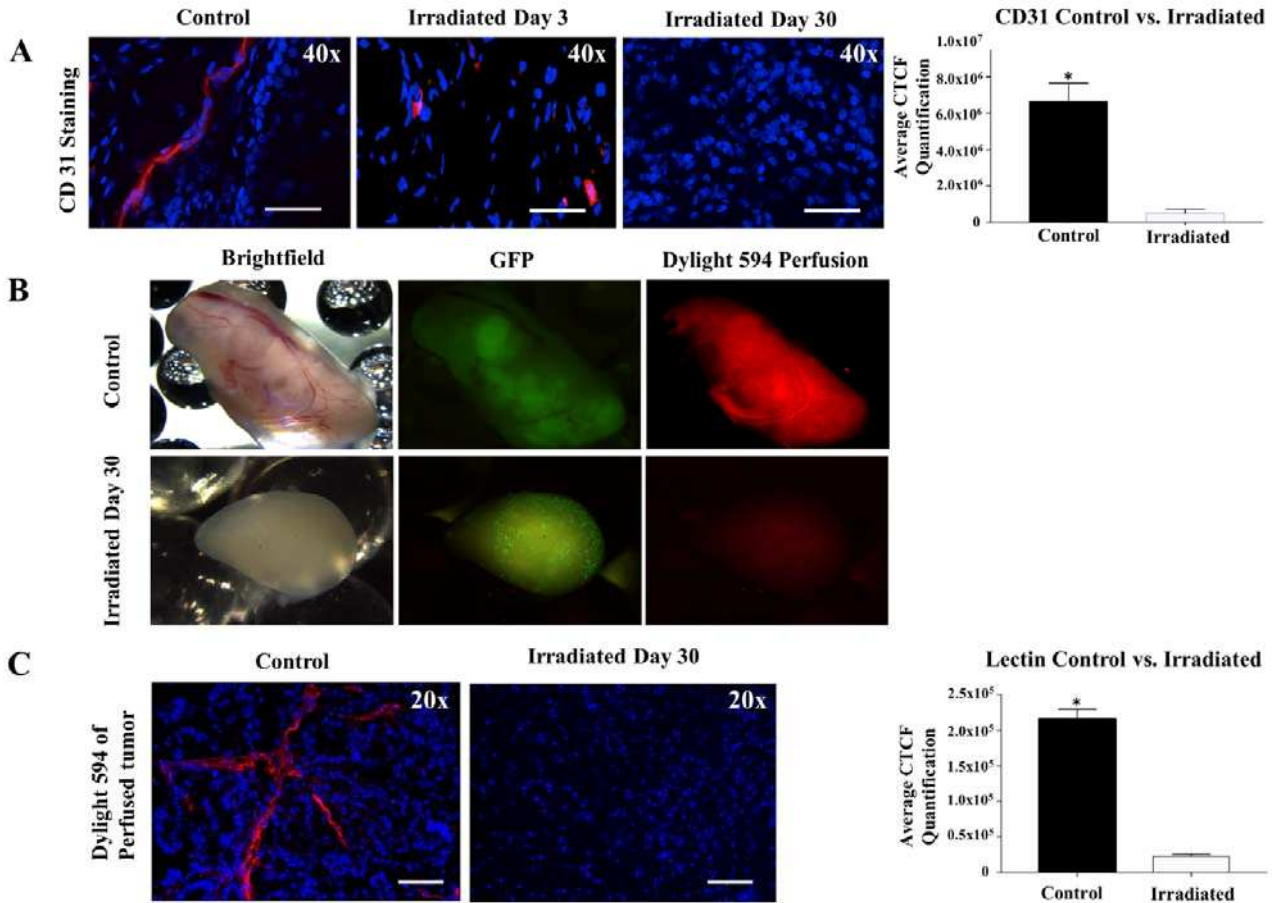 A
Control
Irradiated Day 3
Irradiated Day 30
CD 31 Staining
40x
40x
40x
CD31 Control vs. Irradiated
Average CTCF
Quantification
1.0x10⁷
8.0x10⁶
6.0x10⁶
4.0x10⁶
2.0x10⁶
0
*
Control
Irradiated
B
Brightfield
GFP
Dylight 594 Perfusion
Control
Irradiated Day 30
C
Control
Irradiated Day 30
Dylight 594 of
Perfused tumor
20x
20x
Lectin Control vs. Irradiated
Average CTCF
Quantification
2.5x10⁵
2.0x10⁵
1.5x10⁵
1.0x10⁵
0.5x10⁵
0
*
Control
Irradiated